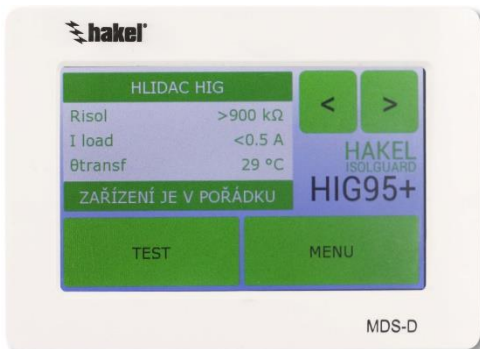 hakel
HLIDAC HIG
Risol >900 kΩ
I load <0.5 A
θtransf 29 °C
ZAŘÍZENÍ JE V POŘÁDKU
< >
HAKEL
ISOLGUARD
HIG95+
TEST
MENU
MDS-D